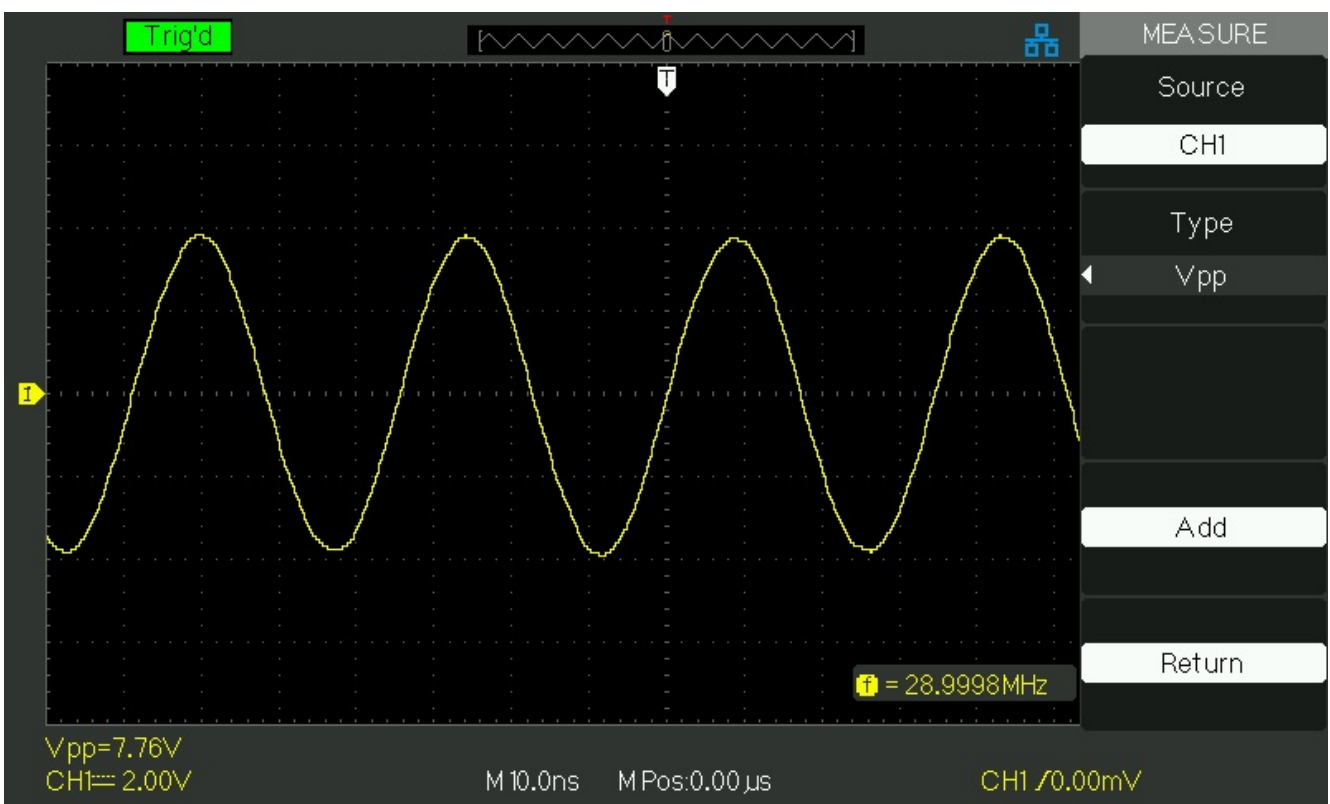 Trig'd
T
MEASURE
T
Source
CH1
Type
Vpp
1
Add
Return
f = 28.9998MHz
Vpp=7.76V
CH1 2.00V M 10.0ns M Pos:0.00µs CH1 0.00mV